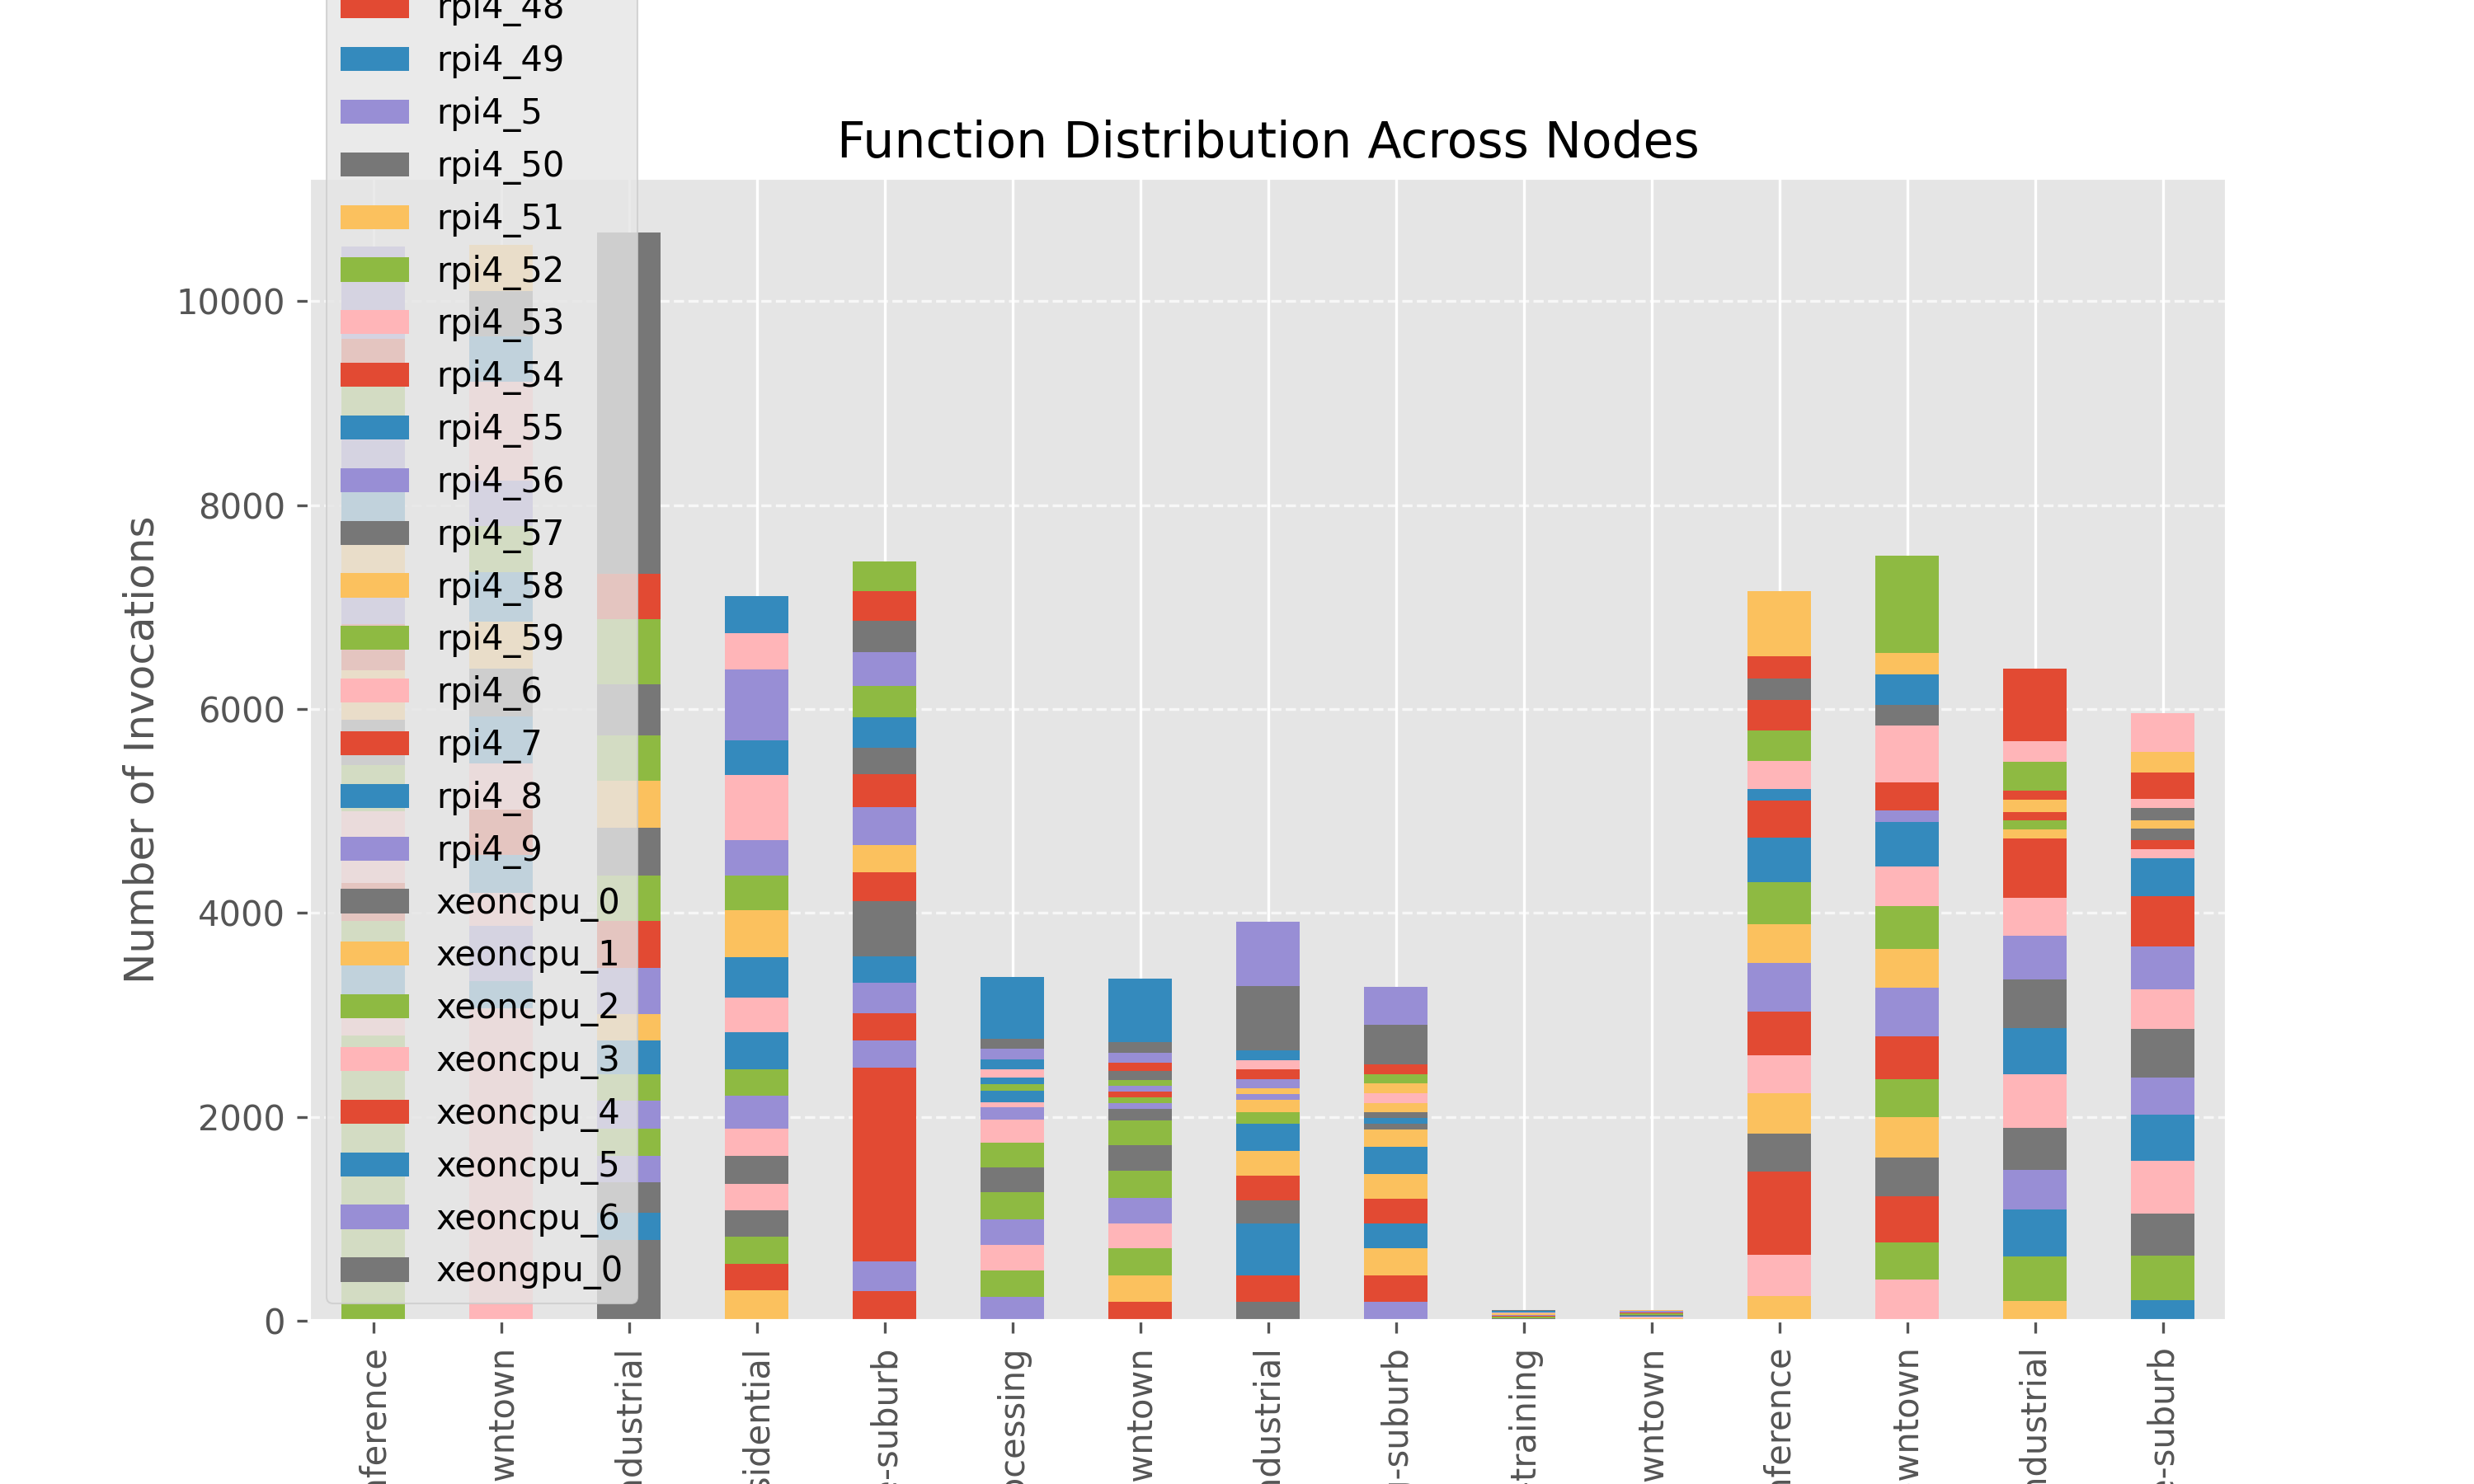 rpi4_48
rpi4_49
rpi4_5
rpi4_50
rpi4_51
rpi4_52
rpi4_53
rpi4_54
rpi4_55
rpi4_56
rpi4_57
rpi4_58
rpi4_59
rpi4_6
rpi4_7
rpi4_8
rpi4_9
xeoncpu_0
xeoncpu_1
xeoncpu_2
xeoncpu_3
xeoncpu_4
xeoncpu_5
xeoncpu_6
xeongpu_0
Function Distribution Across Nodes
Number of Invocations
10000
8000
6000
4000
2000
0
nference
wntown
ndustrial
sidential
e-suburb
ocessing
wntown
ndustrial
g-suburb
-training
wntown
nference
wntown
ndustrial
e-suburb